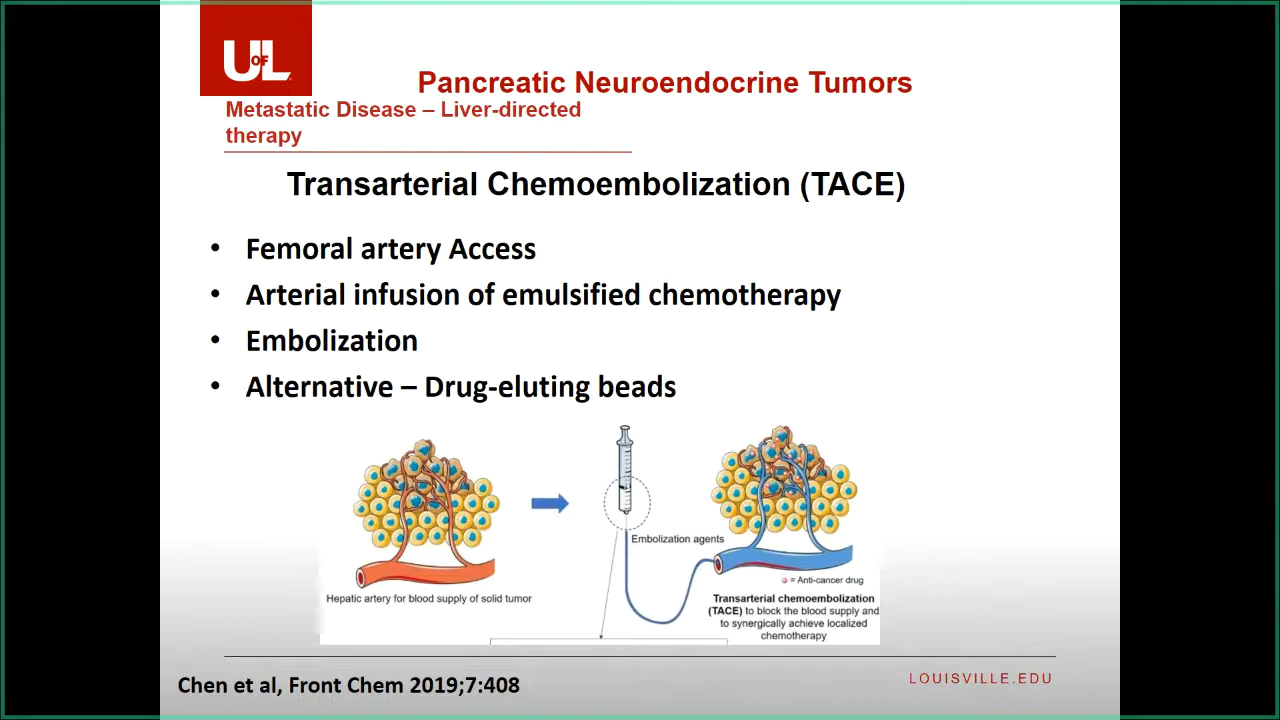 UofL
Pancreatic Neuroendocrine Tumors
Metastatic Disease – Liver-directed
therapy
Transarterial Chemoembolization (TACE)
• Femoral artery Access
• Arterial infusion of emulsified chemotherapy
• Embolization
• Alternative – Drug-eluting beads
Hepatic artery for blood supply of solid tumor
Embolization agents
= Anti-cancer drug
Transarterial chemoembolization
(TACE) to block the blood supply and
to synergically achieve localized
chemotherapy
Chen et al, Front Chem 2019;7:408
LOUISVILLE.EDU